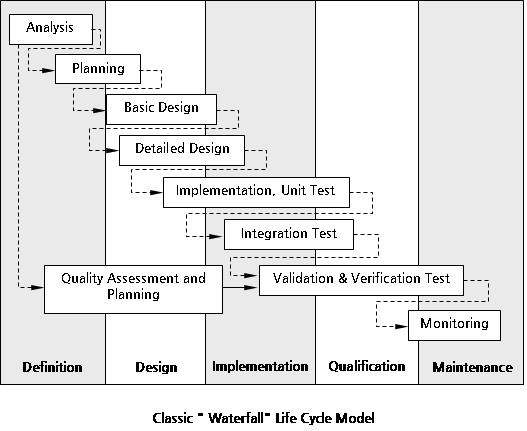 Analysis
Planning
Basic Design
Detailed Design
Implementation, Unit Test
Integration Test
Quality Assessment and
Planning
Validation & Verification Test
Monitoring
Definition
Design
Implementation
Qualification
Maintenance
Classic " Waterfall" Life Cycle Model